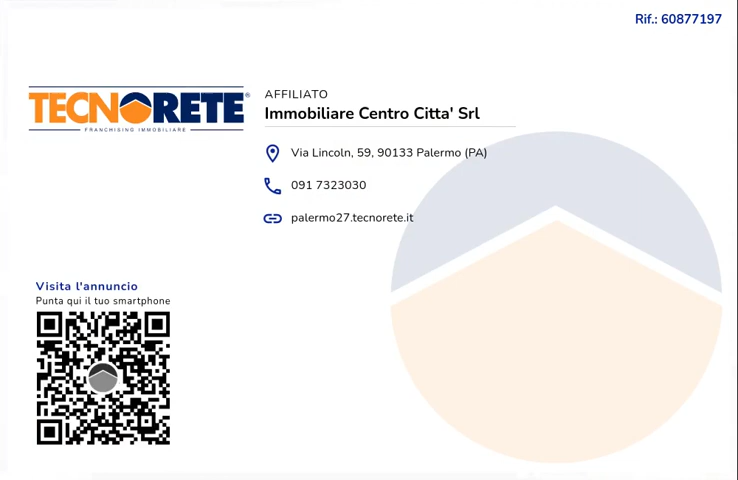 Rif.: 60877197
TECNORETE®
FRANCHISING IMMOBILIARE
AFFILIATO
Immobiliare Centro Citta' Srl
Via Lincoln, 59, 90133 Palermo (PA)
091 7323030
palermo27.tecnorete.it
Visita l'annuncio
Punta qui il tuo smartphone